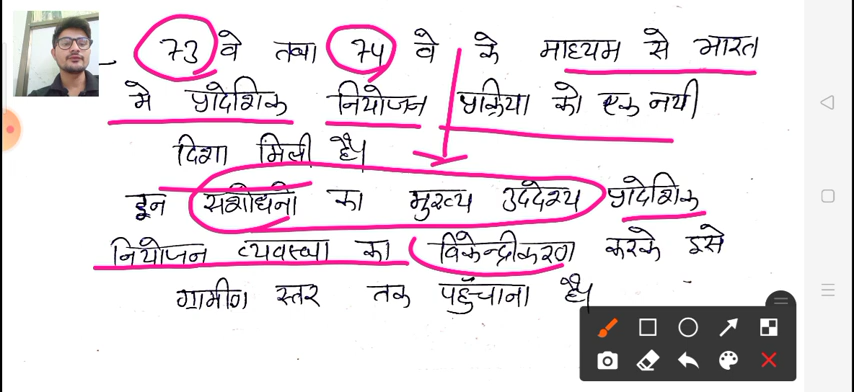 - 73 वे तथा 74 वे के माध्यम से भारत
मे प्रादेशिक नियोजन प्रक्रिया को एक नयी
दिशा मिली है।
इन संशोधनो का मुख्य उददेश्य प्रादेशिक
नियोजन व्यवस्था का विकेन्द्रीकरण करके इसे
ग्रामीण स्तर तक पहुँचाना है।